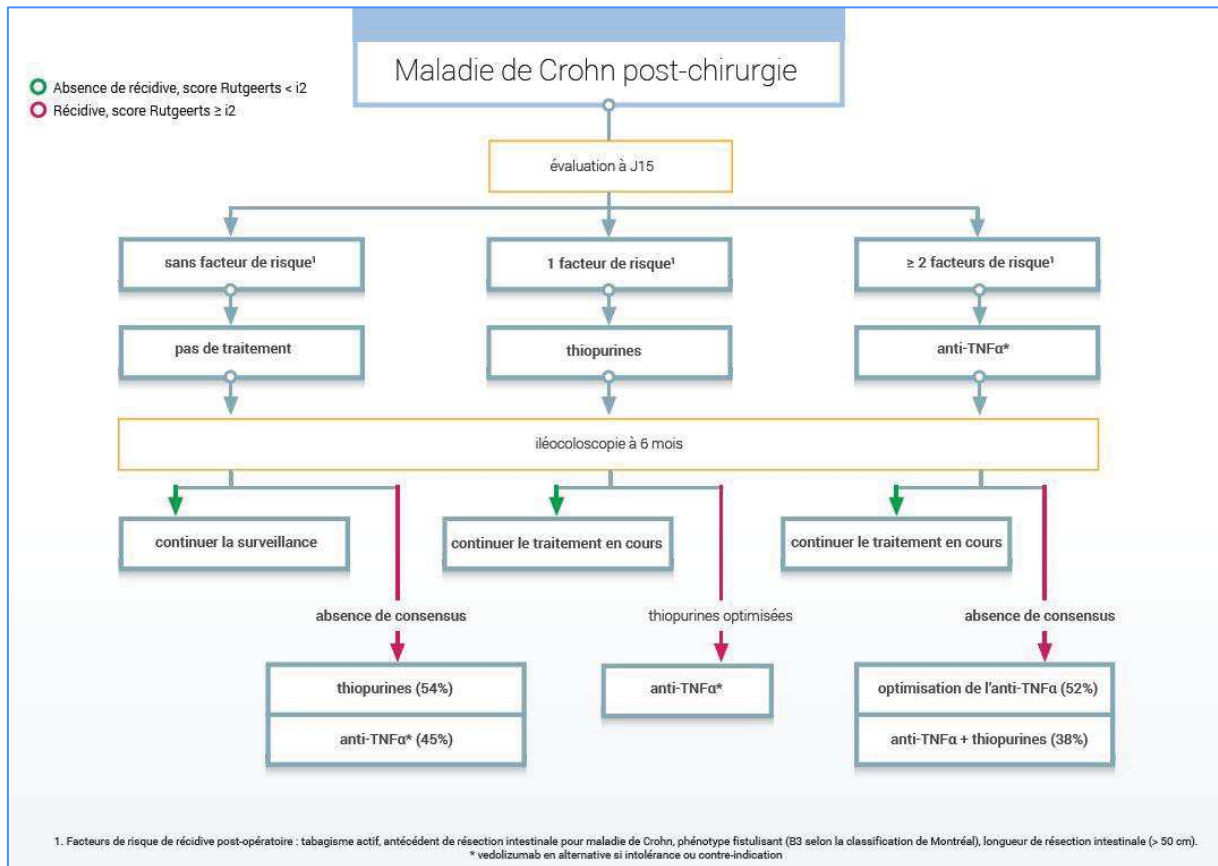 Maladie de Crohn post-chirurgie
Absence de récidive, score Rutgeerts < i2
Récidive, score Rutgeerts ≥ i2
évaluation à J15
sans facteur de risque¹
1 facteur de risque¹
≥ 2 facteurs de risque¹
pas de traitement
thiopurines
anti-TNFα*
iléocoloscopie à 6 mois
continuer la surveillance
continuer le traitement en cours
continuer le traitement en cours
absence de consensus
thiopurines optimisées
absence de consensus
thiopurines (54%)
anti-TNFα*
optimisation de l'anti-TNFα (52%)
anti-TNFα* (45%)
anti-TNFα + thiopurines (38%)
1. Facteurs de risque de récidive post-opératoire : tabagisme actif, antécédent de résection intestinale pour maladie de Crohn, phénotype fistulisant (B3 selon la classification de Montréal), longueur de résection intestinale (> 50 cm).
* vedolizumab en alternative si intolérance ou contre-indication